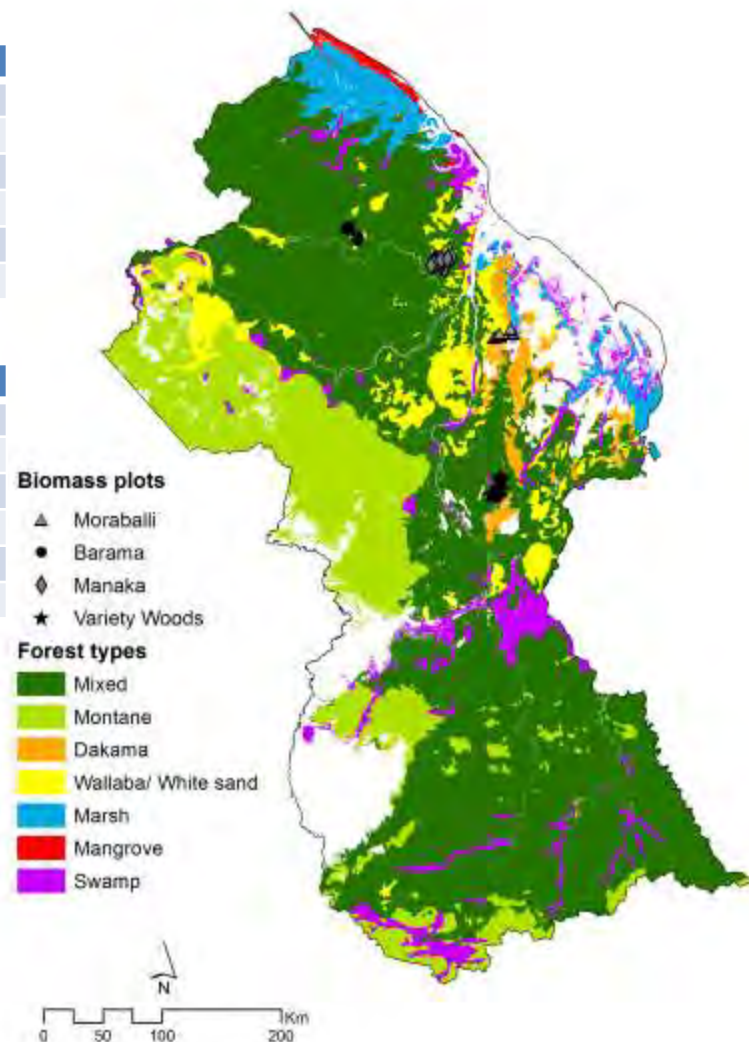 Biomass plots
Moraballi
Barama
Manaka
Variety Woods
Forest types
Mixed
Montane
Dakama
Wallaba/ White sand
Marsh
Mangrove
Swamp
N
Km
0 50 100 200